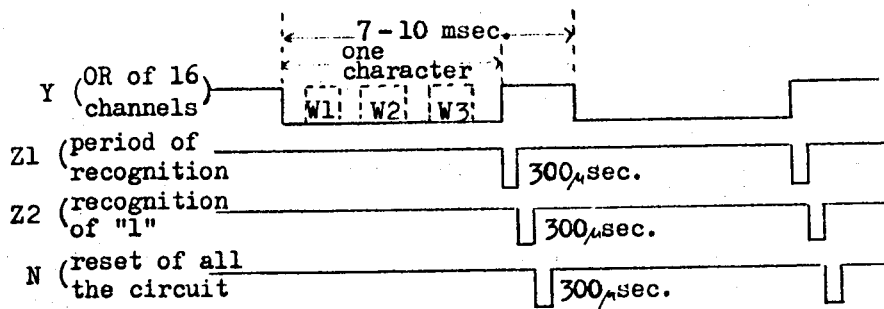 7-10 msec.
one
character
Y (OR of 16
channels)
W1 W2 W3
Z1 (period of
recognition
300μsec.
Z2 (recognition
of "1"
300μsec.
N (reset of all
the circuit
300μsec.